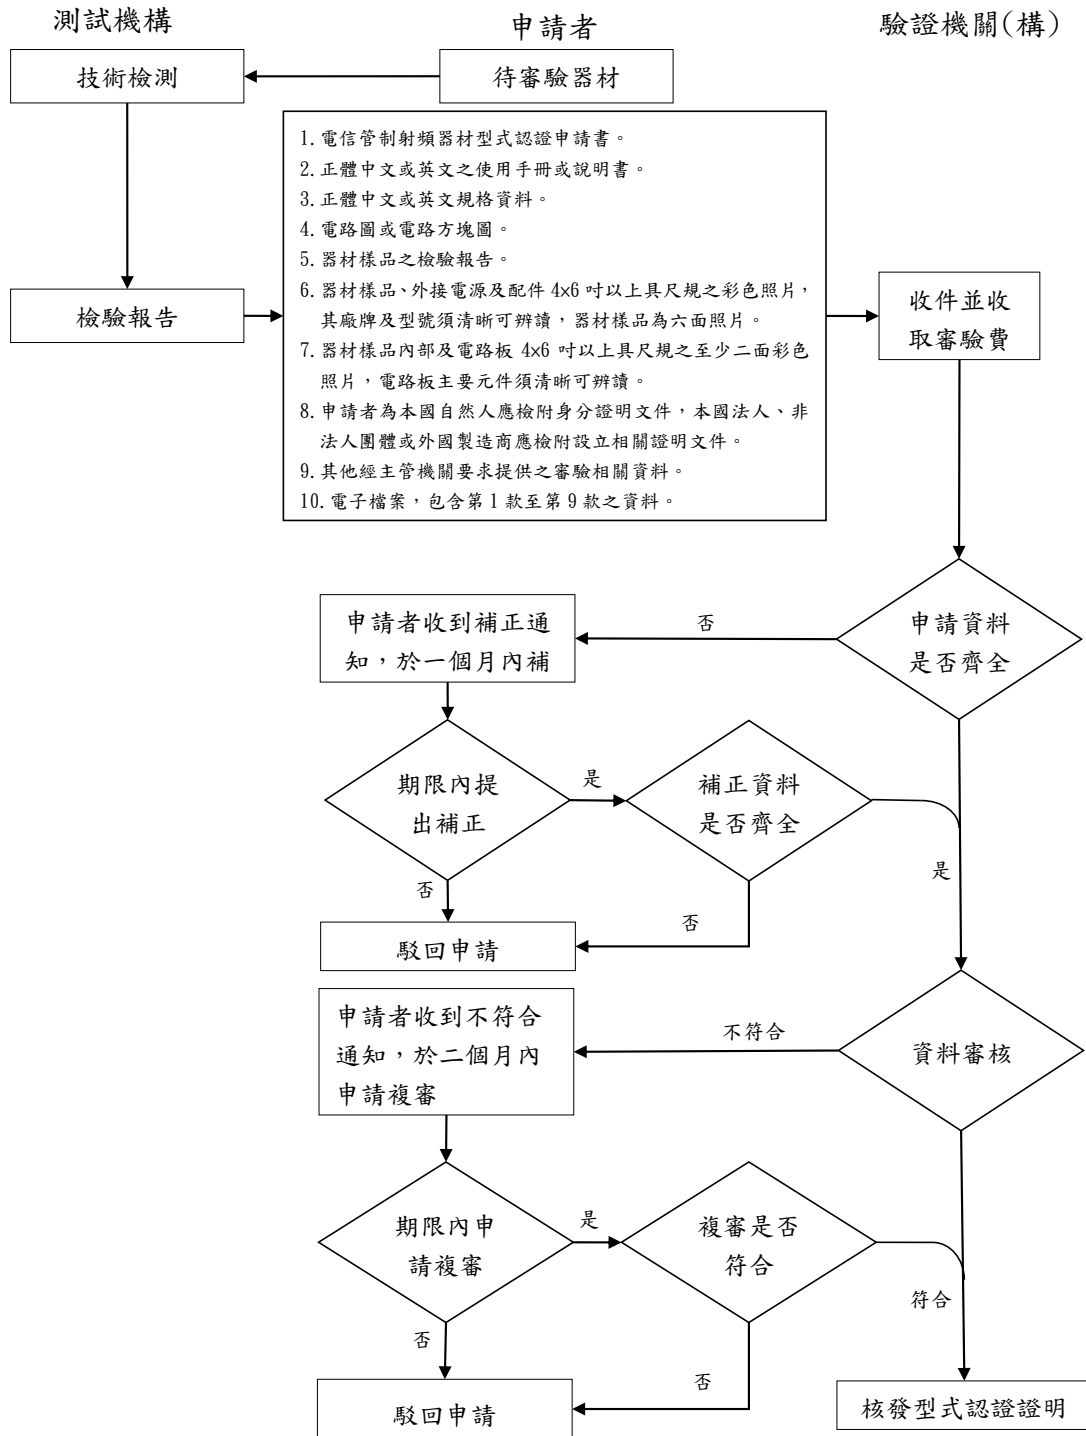 測試機構
申請者
驗證機關(構)
技術檢測
待審驗器材
1.電信管制射頻器材型式認證申請書。
2.正體中文或英文之使用手冊或說明書。
3.正體中文或英文規格資料。
4.電路圖或電路方塊圖。
5.器材樣品之檢驗報告。
6.器材樣品、外接電源及配件 4×6 吋以上具尺規之彩色照片，
其廠牌及型號須清晰可辨讀，器材樣品為六面照片。
7.器材樣品內部及電路板 4×6 吋以上具尺規之至少二面彩色
照片，電路板主要元件須清晰可辨讀。
8.申請者為本國自然人應檢附身分證明文件，本國法人、非
法人團體或外國製造商應檢附設立相關證明文件。
9.其他經主管機關要求提供之審驗相關資料。
10.電子檔案，包含第 1 款至第 9 款之資料。
檢驗報告
收件並收
取審驗費
申請資料
是否齊全
否
申請者收到補正通
知，於一個月內補
期限內提
出補正
是
補正資料
是否齊全
是
否
否
駁回申請
資料審核
不符合
申請者收到不符合
通知，於二個月內
申請複審
期限內申
請複審
是
複審是否
符合
符合
否
否
駁回申請
核發型式認證證明